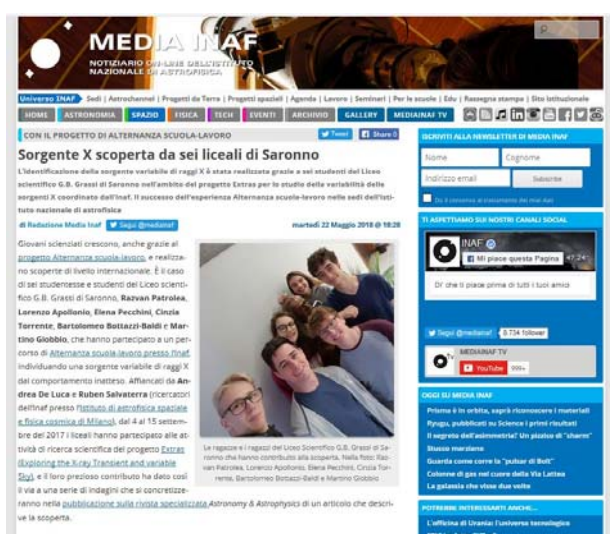 MEDIA INAF
NOTIZIARIO ON-LINE DELL'ISTITUTO
NAZIONALE DI ASTROFISICA
Universo INAF Sedi | Astrochannel | Progetti da Terra | Progetti spaziali | Agenda | Lavoro | Seminari | Per le scuole | Edu | Rassegna stampa | Sito istituzionale
HOME ASTRONOMIA SPAZIO FISICA TECH EVENTI ARCHIVIO GALLERY MEDIAINAF TV
CON IL PROGETTO DI ALTERNANZA SCUOLA-LAVORO
Tweet Share 0
Sorgente X scoperta da sei liceali di Saronno
L'identificazione della sorgente variabile di raggi X è stata realizzata grazie a sei studenti del Liceo
scientifico G.B. Grassi di Saronno nell'ambito del progetto Extras per lo studio della variabilità delle
sorgenti X coordinato dall'Inaf. Il successo dell'esperienza Alternanza scuola-lavoro nelle sedi dell'Isti-
tuto nazionale di astrofisica
di Redazione Media Inaf Segui @mediainaf martedì 22 Maggio 2018 @ 18:28
Giovani scienziati crescono, anche grazie al
progetto Alternanza scuola-lavoro, e realizza-
no scoperte di livello internazionale. È il caso
di sei studentesse e studenti del Liceo scienti-
fico G.B. Grassi di Saronno, Razvan Patrolea,
Lorenzo Apollonio, Elena Pecchini, Cinzia
Torrente, Bartolomeo Bottazzi-Baldi e Mar-
tino Giobbio, che hanno partecipato a un per-
corso di Alternanza scuola-lavoro presso l'Inaf,
individuando una sorgente variabile di raggi X
dal comportamento inatteso. Affiancati da An-
drea De Luca e Ruben Salvaterra (ricercatori
dell'Inaf presso l'Istituto di astrofisica spaziale
e fisica cosmica di Milano), dal 4 al 15 settem-
bre del 2017 i liceali hanno partecipato alle at-
tività di ricerca scientifica del progetto Extras
(Exploring the X-ray Transient and variable
Sky), e il loro prezioso contributo ha dato così
il via a una serie di indagini che si concretizze-
ranno nella pubblicazione sulla rivista specializzata Astronomy & Astrophysics di un articolo che descri-
ve la scoperta.
Le ragazze e i ragazzi del Liceo Scientifico G.B. Grassi di Sa-
ronno che hanno contribuito alla scoperta. Nella foto: Raz-
van Patrolea, Lorenzo Apollonio, Elena Pecchini, Cinzia Tor-
rente, Bartolomeo Bottazzi-Baldi e Martino Giobbio
ISCRIVITI ALLA NEWSLETTER DI MEDIA INAF
Nome Cognome
Indirizzo email Subscribe
Do il consenso al trattamento dei miei dati
TI ASPETTIAMO SUI NOSTRI CANALI SOCIAL
INAF
Mi piace questa Pagina
Di' che ti piace prima di tutti i tuoi amici
Segui @mediainaf 8.734 follower
MEDIAINAF TV
YouTube 999+
OGGI SU MEDIA INAF
Prisma è in orbita, saprà riconoscere i materiali
Ryugu, pubblicati su Science i primi risultati
Il segreto dell'asimmetria? Un pizzico di "sharm"
Stucco marziano
Guarda come corre la "pulsar di Bolt"
Colonne di gas nel cuore della Via Lattea
La galassia che visse due volte
POTREBBE INTERESSARTI ANCHE...
L'officina di Urania: l'universo tecnologico